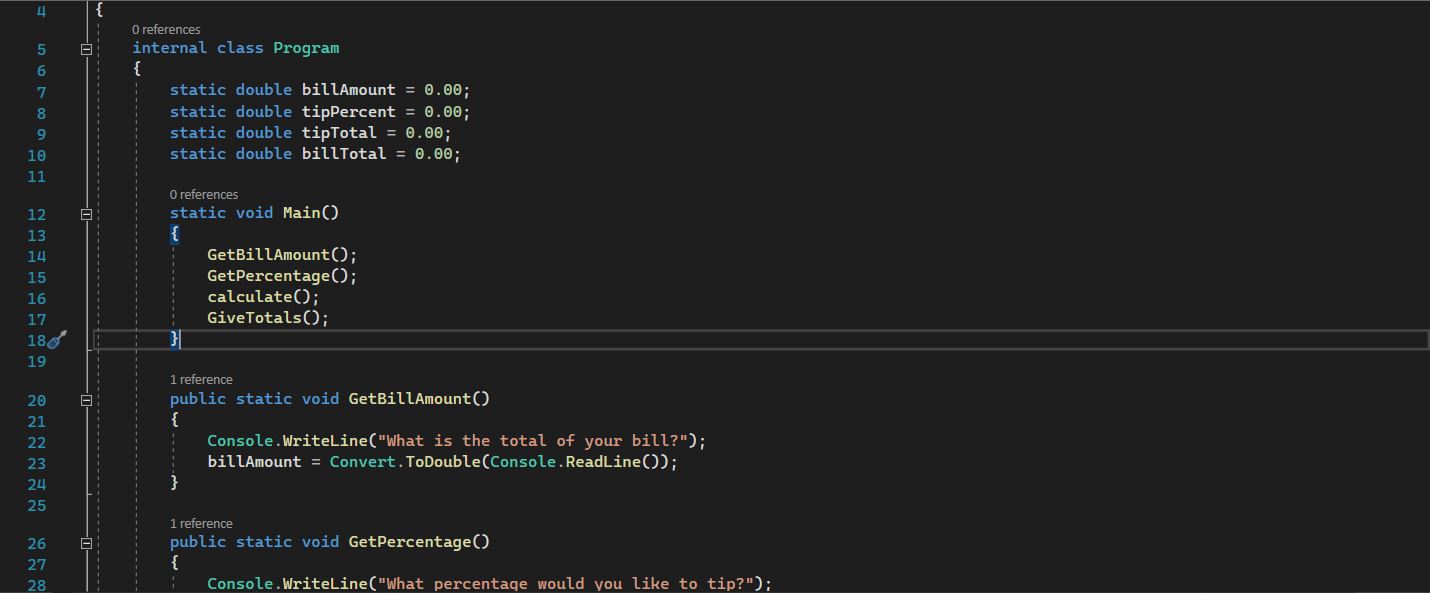 4 {
0 references
5 internal class Program
6 {
7 static double billAmount = 0.00;
8 static double tipPercent = 0.00;
9 static double tipTotal = 0.00;
10 static double billTotal = 0.00;
11
0 references
12 static void Main()
13 {
14 GetBillAmount();
15 GetPercentage();
16 calculate();
17 GiveTotals();
18 }
19
1 reference
20 public static void GetBillAmount()
21 {
22 Console.WriteLine("What is the total of your bill?");
23 billAmount = Convert.ToDouble(Console.ReadLine());
24 }
25
1 reference
26 public static void GetPercentage()
27 {
28 Console.WriteLine("What percentage would you like to tip?");